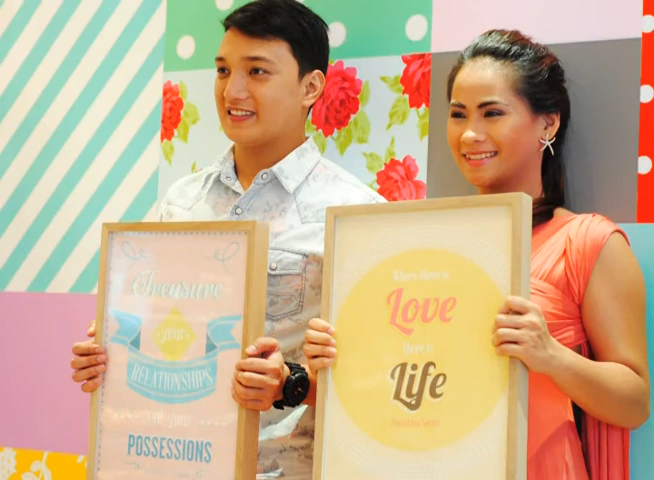 Treasure
your
RELATIONSHIPS
POSSESSIONS
Where there is
Love
there is
Life